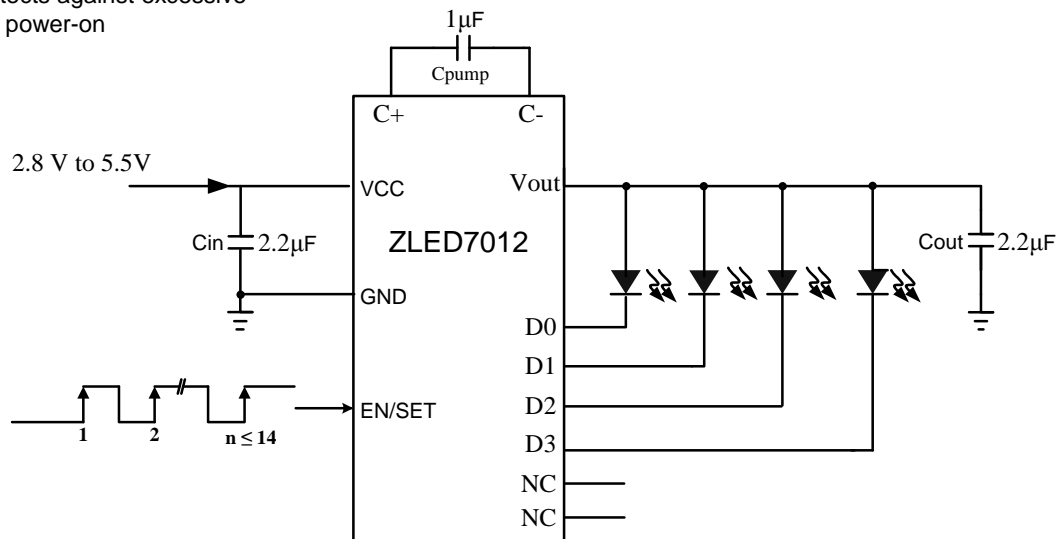 power-on
1μF
Cpump
C+ C-
2.8 V to 5.5V
VCC Vout
ZLED7012
Cin 2.2μF
Cout 2.2μF
GND
D0
D1
EN/SET
D2
1 2 n ≤ 14
D3
NC
NC